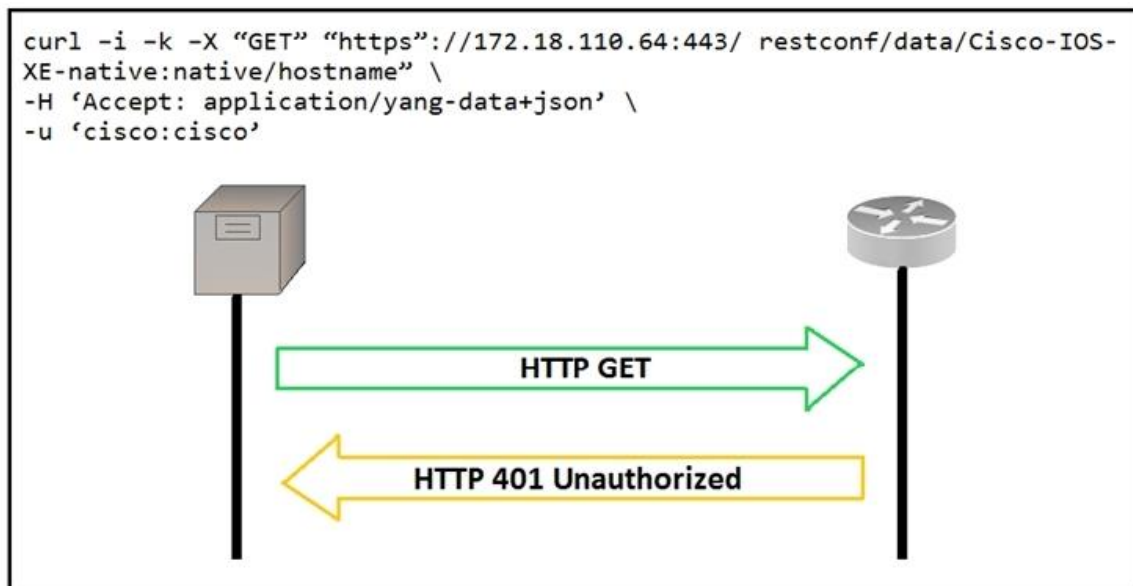 curl –i –k –X “GET” “https”://172.18.110.64:443/ restconf/data/Cisco-IOS-
XE-native:native/hostname” \
-H ‘Accept: application/yang-data+json’ \
-u ‘cisco:cisco’
HTTP GET
HTTP 401 Unauthorized